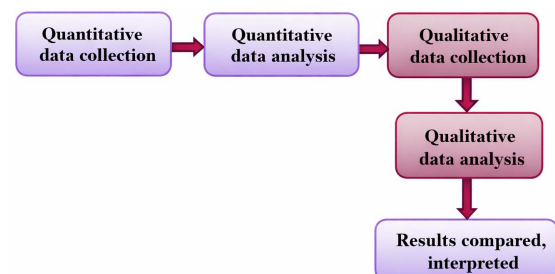 Quantitative
data collection
Quantitative
data analysis
Qualitative
data collection
Qualitative
data analysis
Results compared,
interpreted